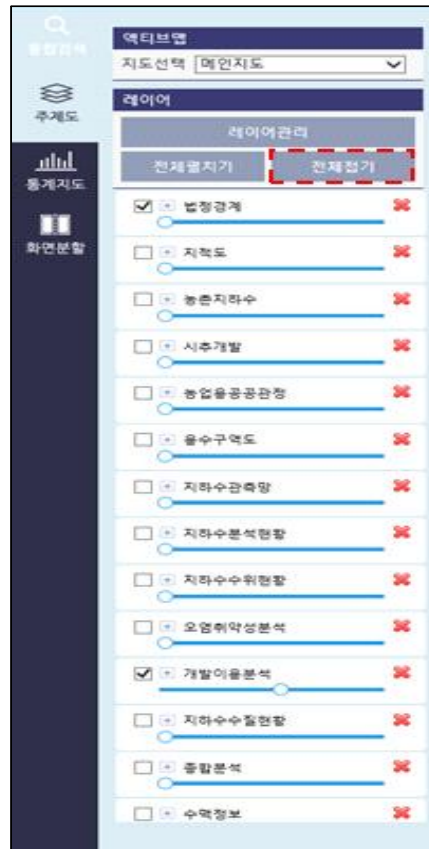 통합검색
주제도
통계지도
화면분할
액티브맵
지도선택 메인지도
레이어
레이어관리
전체펼치기 전체접기
법정경계
지적도
농촌지하수
시추개발
농업용공공관정
용수구역도
지하수관측망
지하수분석현황
지하수수위현황
오염취약성분석
개발이용분석
지하수수질현황
종합분석
수맥정보